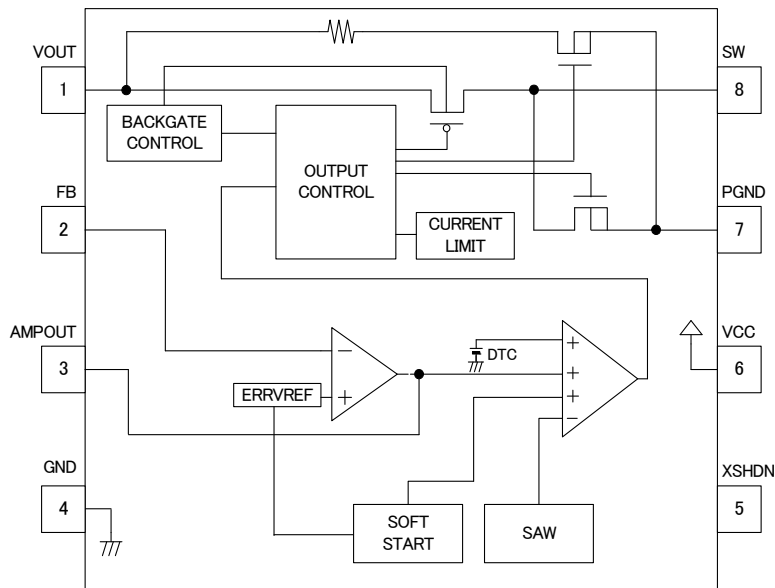 VOUT
1
SW
8
BACKGATE
CONTROL
OUTPUT
CONTROL
FB
2
PGND
7
CURRENT
LIMIT
AMPOUT
3
VCC
6
DTC
−
+
+
+
+
−
ERRVREF
GND
4
XSHDN
5
SOFT
START
SAW